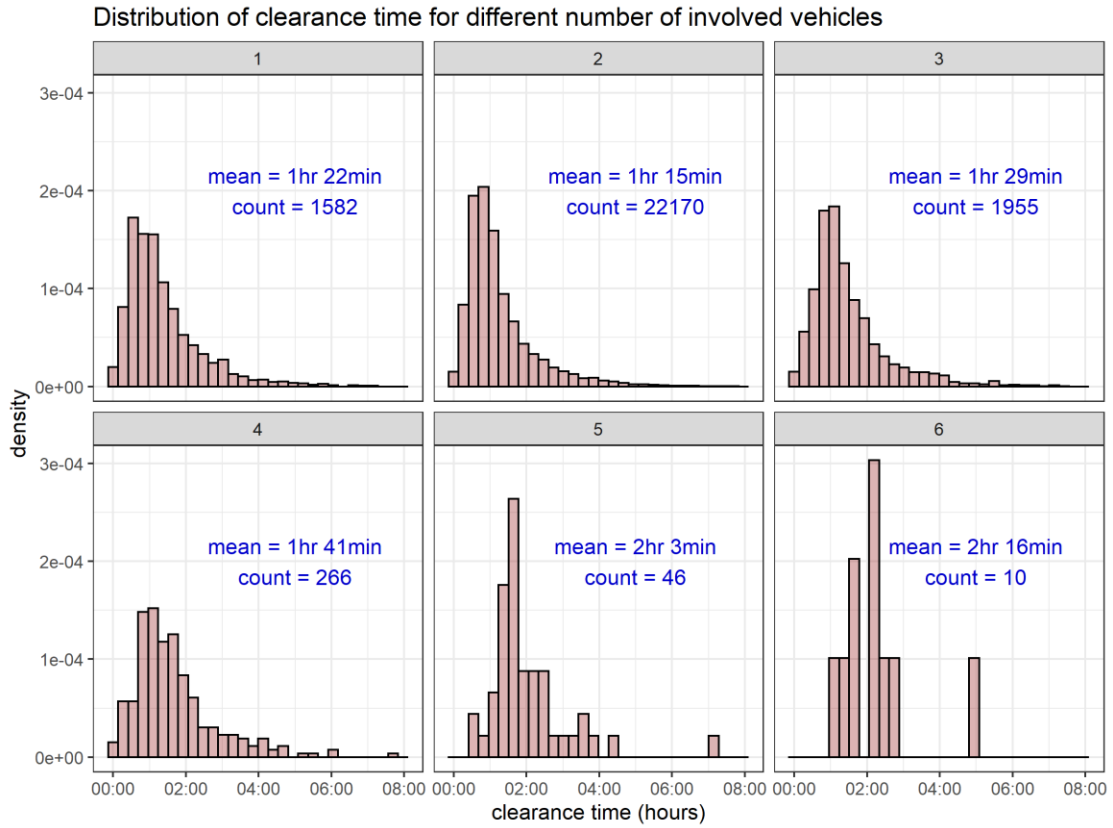 Distribution of clearance time for different number of involved vehicles
1
2
3
3e-04
2e-04
1e-04
0e+00
mean = 1hr 22min
count = 1582
mean = 1hr 15min
count = 22170
mean = 1hr 29min
count = 1955
density
4
5
6
3e-04
2e-04
1e-04
0e+00
mean = 1hr 41min
count = 266
mean = 2hr 3min
count = 46
mean = 2hr 16min
count = 10
00:00 02:00 04:00 06:00 08:00
00:00 02:00 04:00 06:00 08:00
00:00 02:00 04:00 06:00 08:00
clearance time (hours)